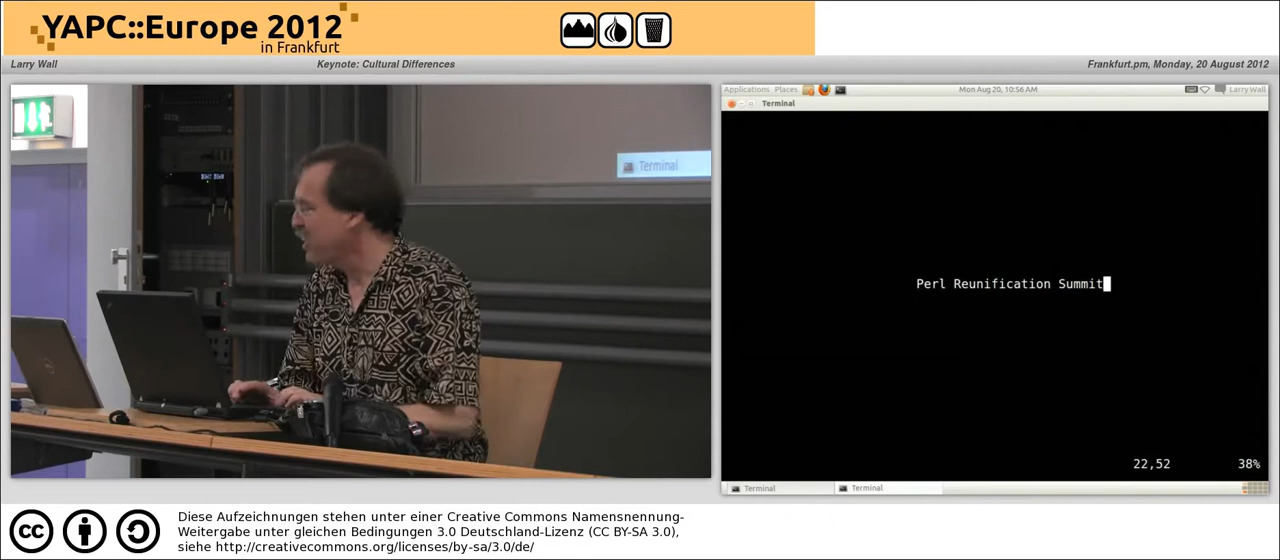 YAPC::Europe 2012
in Frankfurt
Larry Wall
Keynote: Cultural Differences
Frankfurt.pm, Monday, 20 August 2012
Terminal
Applications Places
Mon Aug 20, 10:56 AM
Larry Wall
Terminal
Perl Reunification Summit
22,52
38%
Terminal
Terminal
cc
Diese Aufzeichnungen stehen unter einer Creative Commons Namensnennung-
Weitergabe unter gleichen Bedingungen 3.0 Deutschland-Lizenz (CC BY-SA 3.0),
siehe http://creativecommons.org/licenses/by-sa/3.0/de/